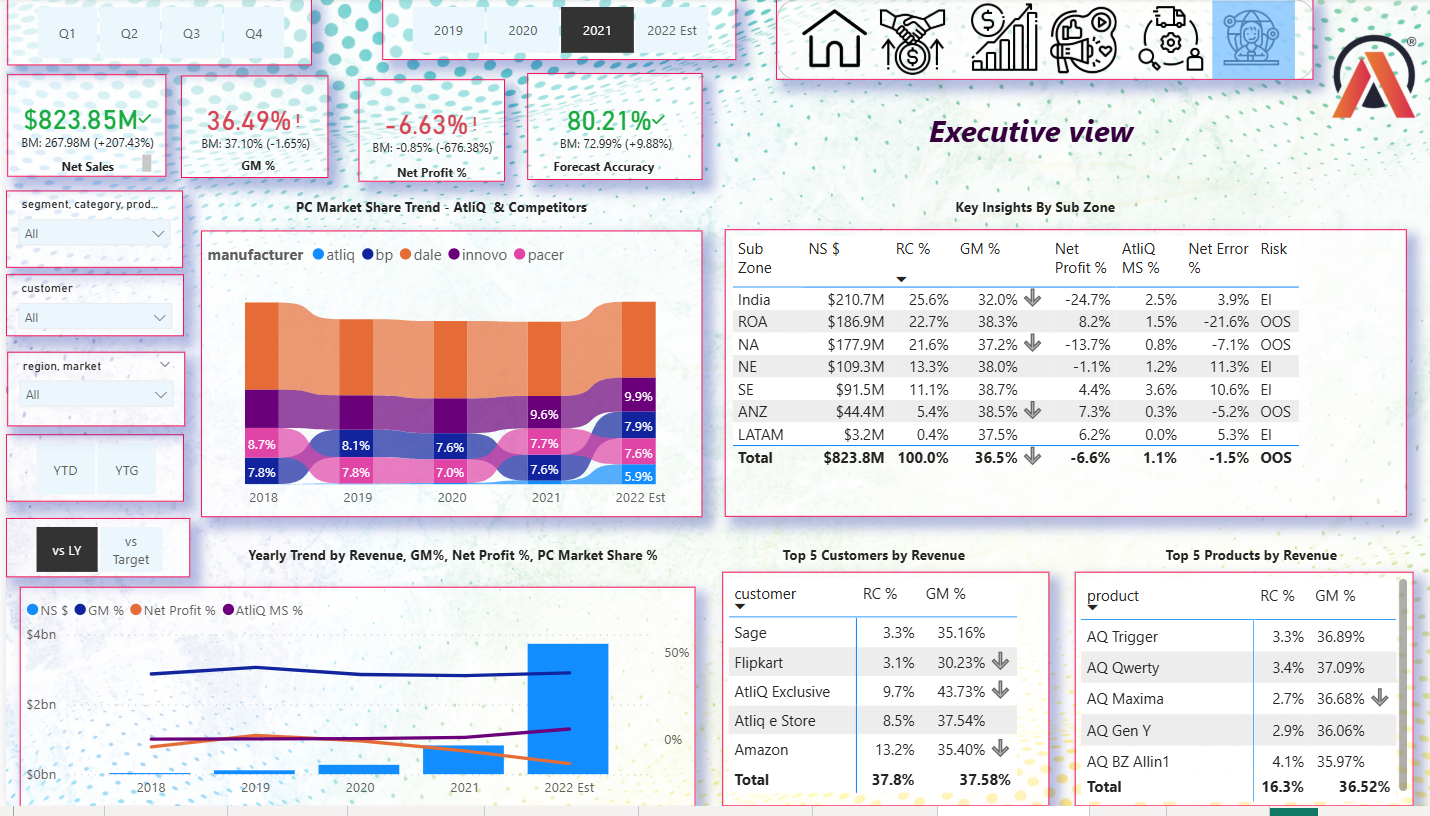 Q1 Q2 Q3 Q4
2019 2020 2021 2022 Est
$
$
$
®
$823.85M
BM: 267.98M (+207.43%)
Net Sales
36.49% !
BM: 37.10% (-1.65%)
GM %
-6.63% !
BM: -0.85% (-676.38%)
Net Profit %
80.21%
BM: 72.99% (+9.88%)
Forecast Accuracy
Executive view
segment, category, prod...
All
customer
All
region, market
All
YTD YTG
vs LY
vs
Target
PC Market Share Trend - AtliQ & Competitors
manufacturer atliq bp dale innovo pacer
9.9%
9.6% 7.9%
8.7% 8.1% 7.6% 7.7% 7.6%
7.8% 7.8% 7.0% 7.6% 5.9%
2018 2019 2020 2021 2022 Est
Key Insights By Sub Zone
Sub Zone NS $ RC % GM % Net Profit % AtliQ MS % Net Error % Risk
India $210.7M 25.6% 32.0% -24.7% 2.5% 3.9% EI
ROA $186.9M 22.7% 38.3% 8.2% 1.5% -21.6% OOS
NA $177.9M 21.6% 37.2% -13.7% 0.8% -7.1% OOS
NE $109.3M 13.3% 38.0% -1.1% 1.2% 11.3% EI
SE $91.5M 11.1% 38.7% 4.4% 3.6% 10.6% EI
ANZ $44.4M 5.4% 38.5% 7.3% 0.3% -5.2% OOS
LATAM $3.2M 0.4% 37.5% 6.2% 0.0% 5.3% EI
Total $823.8M 100.0% 36.5% -6.6% 1.1% -1.5% OOS
Yearly Trend by Revenue, GM%, Net Profit %, PC Market Share %
NS $ GM % Net Profit % AtliQ MS %
$4bn
50%
$2bn
0%
$0bn
2018 2019 2020 2021 2022 Est
Top 5 Customers by Revenue
customer RC % GM %
Sage 3.3% 35.16%
Flipkart 3.1% 30.23%
AtliQ Exclusive 9.7% 43.73%
Atliq e Store 8.5% 37.54%
Amazon 13.2% 35.40%
Total 37.8% 37.58%
Top 5 Products by Revenue
product RC % GM %
AQ Trigger 3.3% 36.89%
AQ Qwerty 3.4% 37.09%
AQ Maxima 2.7% 36.68%
AQ Gen Y 2.9% 36.06%
AQ BZ Allin1 4.1% 35.97%
Total 16.3% 36.52%